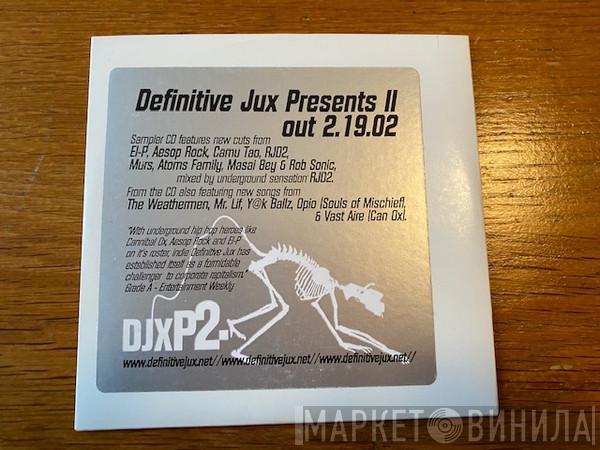 Definitive Jux Presents II
out 2.19.02
Sampler CD features new cuts from
El-P, Aesop Rock, Camu Tao, RJD2,
Murs, Atoms Family, Masai Bey & Rob Sonic,
mixed by underground sensation RJD2.
From the CD also featuring new songs from
The Weathermen, Mr. Lif, Y@k Ballz, Opio (Souls of Mischief),
& Vast Aire (Can Ox).
"With underground hip hop heroes like
Cannibal Ox, Aesop Rock and El-P
on it's roster, indie Definitive Jux has
established itself as a formidable
challenger to corporate rapitalism."
Grade A - Entertainment Weekly
DJXP2-
www.definitivejux.net//www.definitivejux.net//www.definitivejux.net//
МАРКЕТ ВИНИЛА